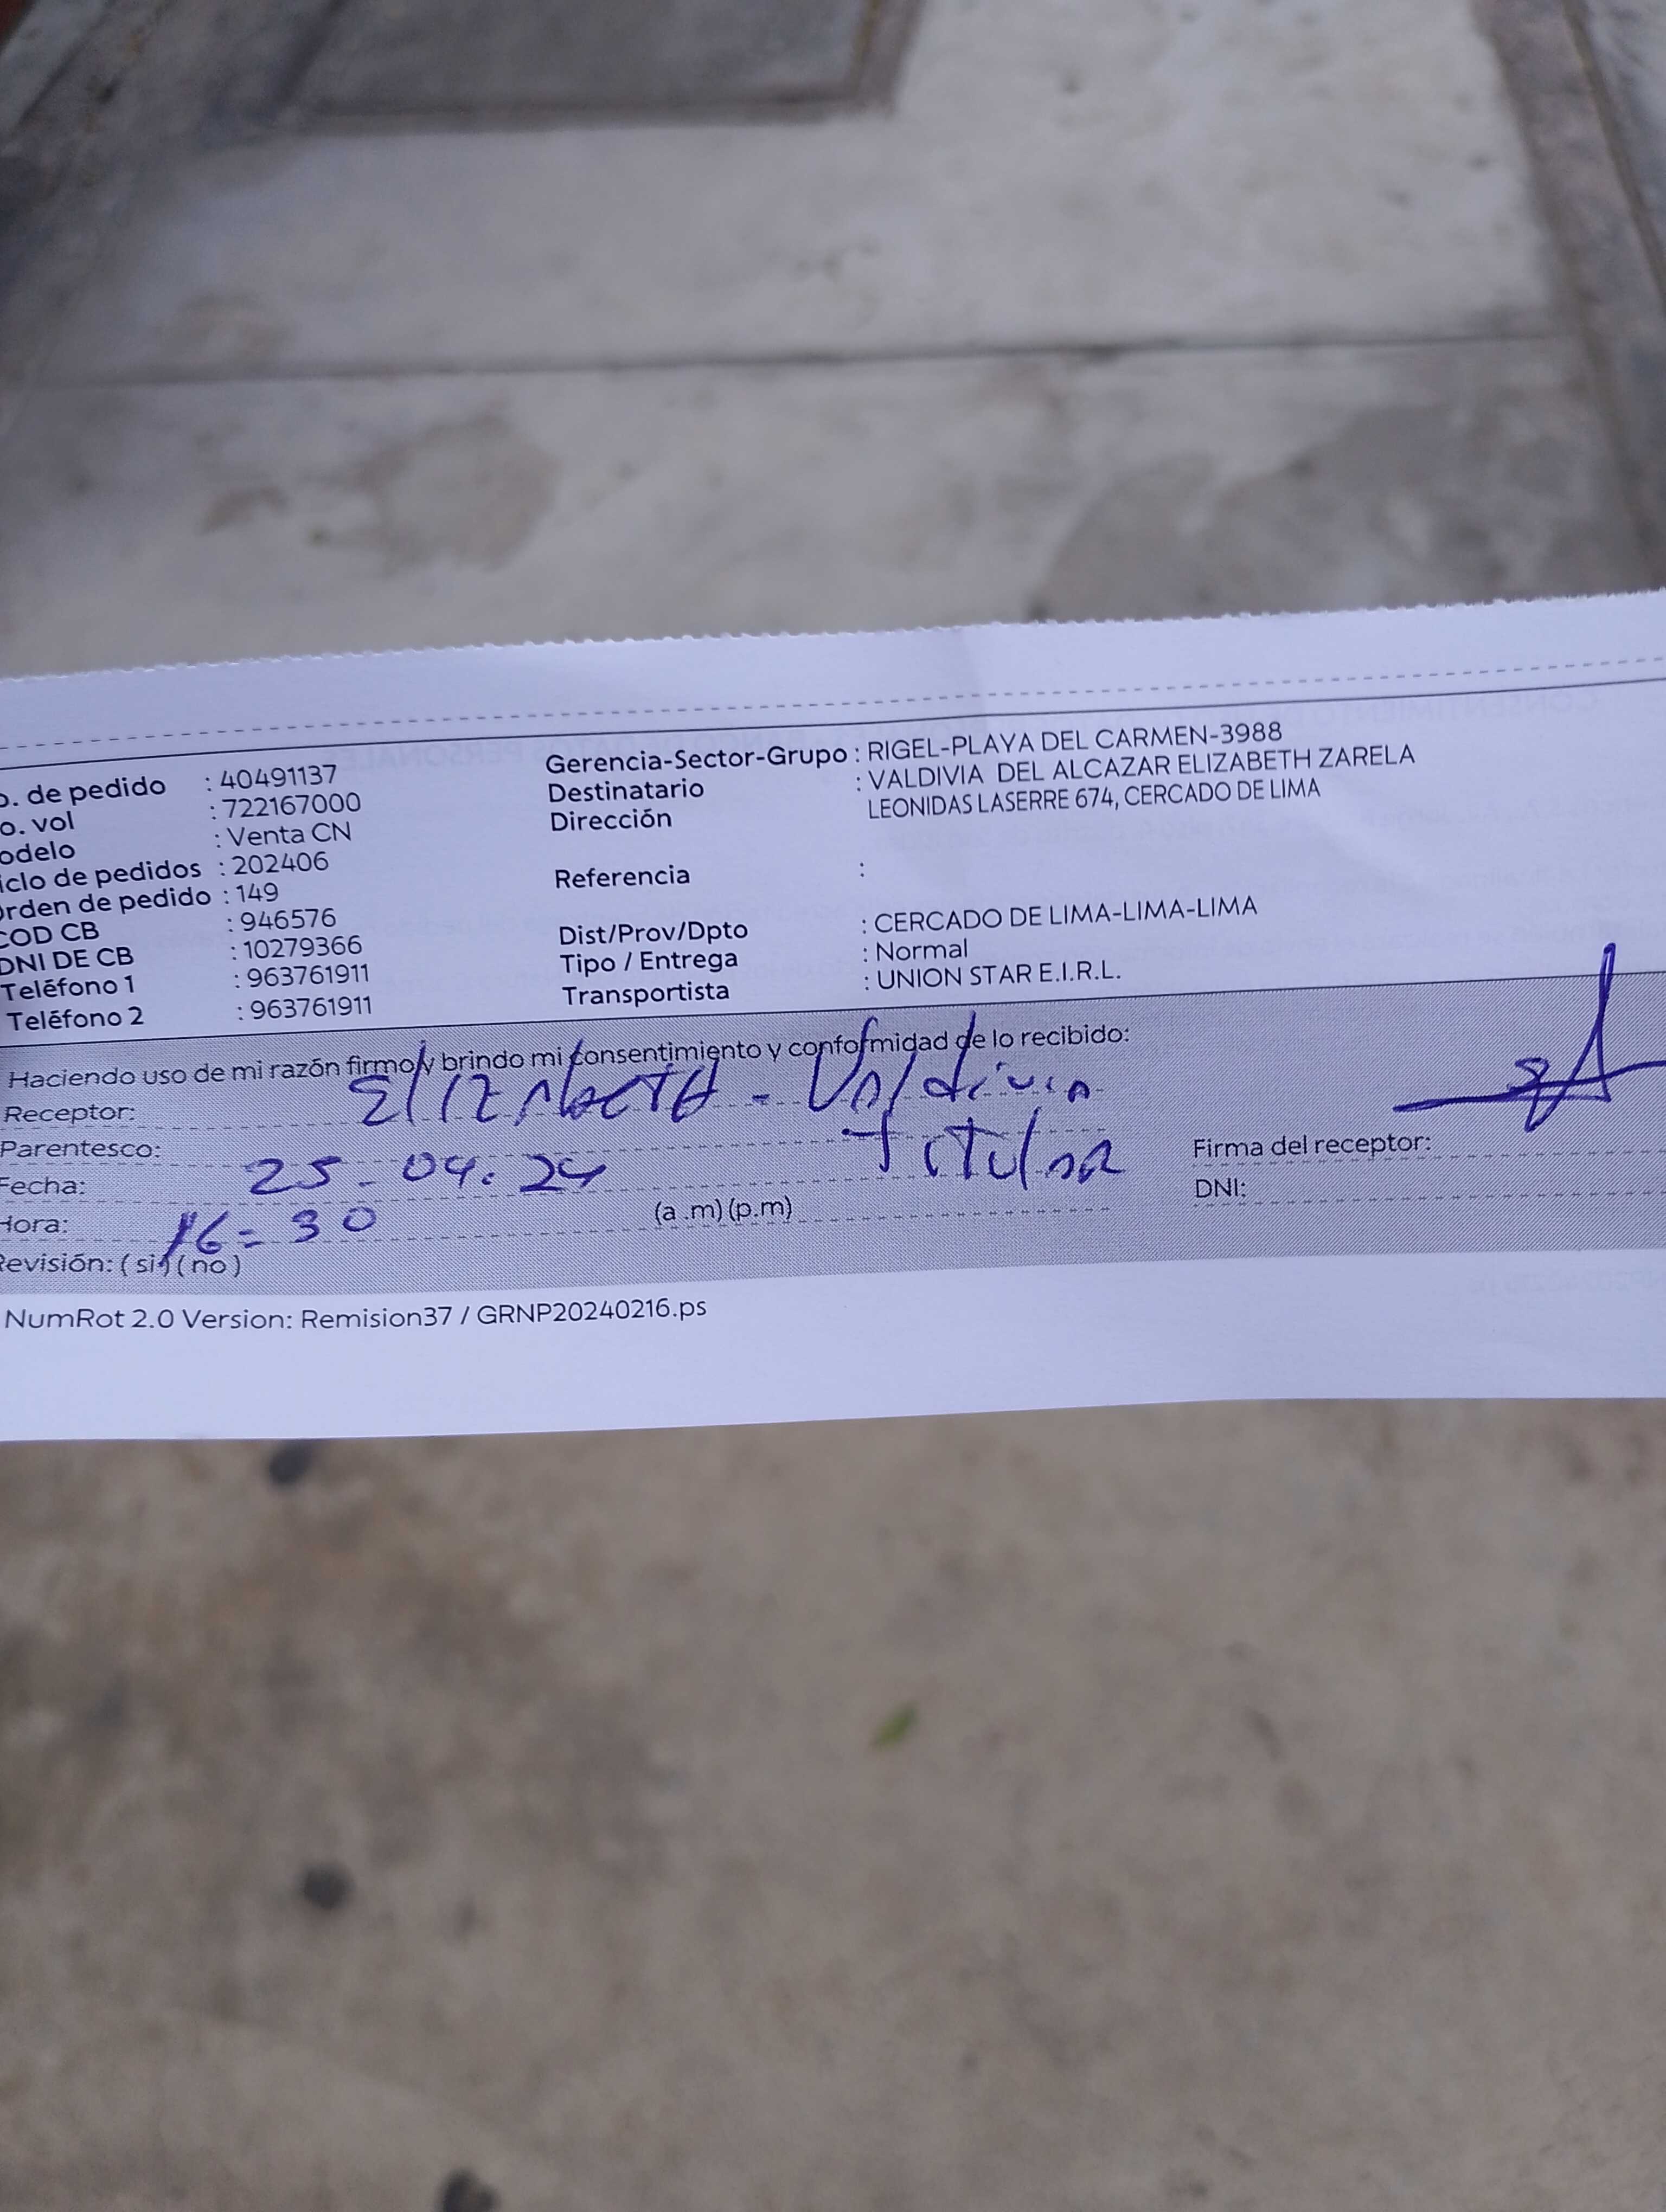 o. de pedido : 40491137
o. vol : 722167000
odelo : Venta CN
iclo de pedidos : 202406
Orden de pedido : 149
COD CB : 946576
DNI DE CB : 10279366
Teléfono 1 : 963761911
Teléfono 2 : 963761911
Gerencia-Sector-Grupo : RIGEL-PLAYA DEL CARMEN-3988
Destinatario : VALDIVIA DEL ALCAZAR ELIZABETH ZARELA
Dirección LEONIDAS LASERRE 674, CERCADO DE LIMA
Referencia :
Dist/Prov/Dpto : CERCADO DE LIMA-LIMA-LIMA
Tipo / Entrega : Normal
Transportista : UNION STAR E.I.R.L.
Haciendo uso de mi razón firmo y brindo mi consentimiento y conformidad de lo recibido:
Receptor: Elizabeth - Valdivia
Parentesco: Titular
Fecha: 25-04-24
Hora: 16=30 (a .m) (p.m)
Revisión: ( si) ( no )
Firma del receptor:
DNI:
NumRot 2.0 Version: Remision37 / GRNP20240216.ps